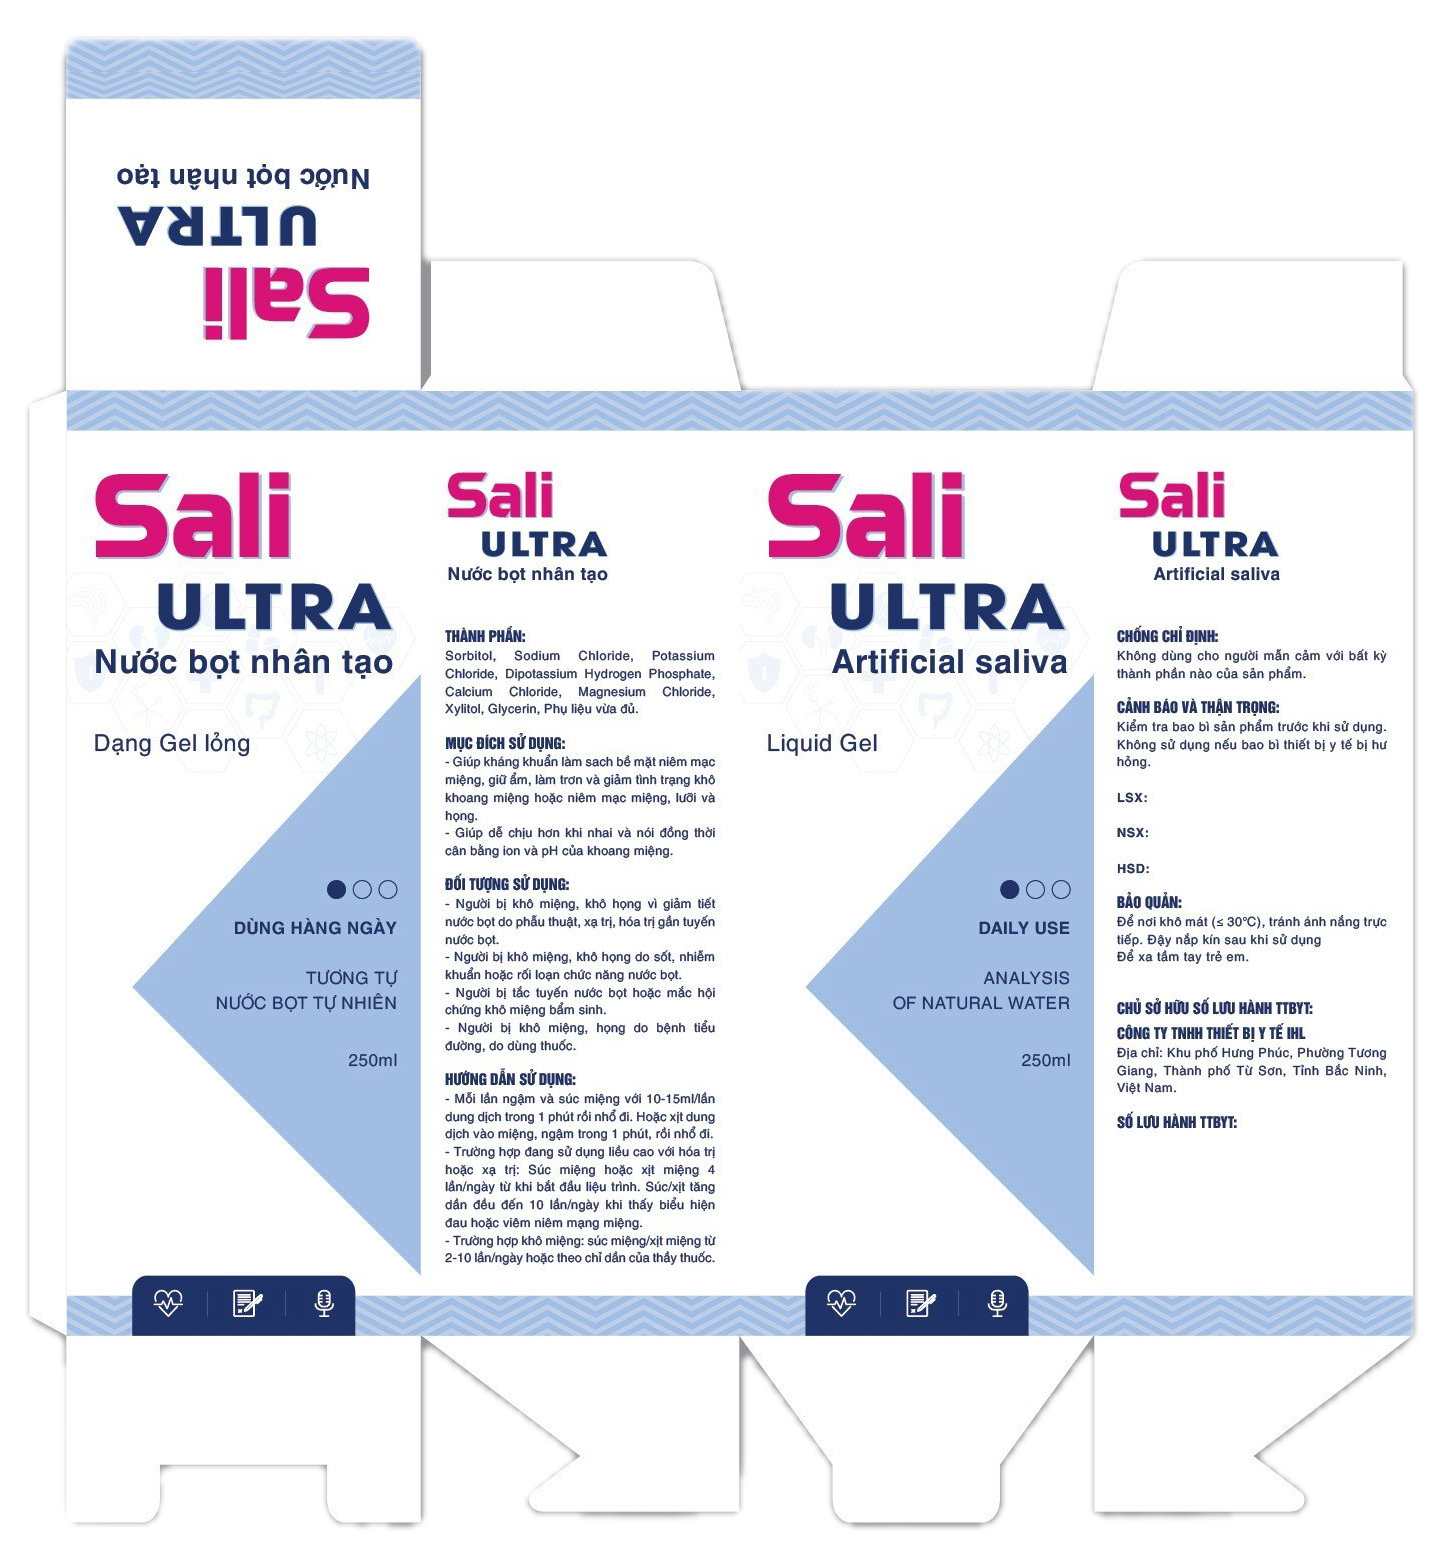 Nước bọt nhân tạo
ULTRA
Sali
Sali
ULTRA
Nước bọt nhân tạo
Dạng Gel lỏng
DÙNG HÀNG NGÀY
TƯƠNG TỰ
NƯỚC BỌT TỰ NHIÊN
250ml
Sali
ULTRA
Nước bọt nhân tạo
THÀNH PHẦN:
Sorbitol, Sodium Chloride, Potassium
Chloride, Dipotassium Hydrogen Phosphate,
Calcium Chloride, Magnesium Chloride,
Xylitol, Glycerin, Phụ liệu vừa đủ.
MỤC ĐÍCH SỬ DỤNG:
- Giúp kháng khuẩn làm sach bề mặt niêm mạc
miệng, giữ ẩm, làm trơn và giảm tình trạng khô
khoang miệng hoặc niêm mạc miệng, lưỡi và
họng.
- Giúp dễ chịu hơn khi nhai và nói đồng thời
cân bằng ion và pH của khoang miệng.
ĐỐI TƯỢNG SỬ DỤNG:
- Người bị khô miệng, khô họng vì giảm tiết
nước bọt do phẫu thuật, xạ trị, hóa trị gần tuyến
nước bọt.
- Người bị khô miệng, khô họng do sốt, nhiễm
khuẩn hoặc rối loạn chức năng nước bọt.
- Người bị tắc tuyến nước bọt hoặc mắc hội
chứng khô miệng bẩm sinh.
- Người bị khô miệng, họng do bệnh tiểu
đường, do dùng thuốc.
HƯỚNG DẪN SỬ DỤNG:
- Mỗi lần ngậm và súc miệng với 10-15ml/lần
dung dịch trong 1 phút rồi nhổ đi. Hoặc xịt dung
dịch vào miệng, ngậm trong 1 phút, rồi nhổ đi.
- Trường hợp đang sử dụng liều cao với hóa trị
hoặc xạ trị: Súc miệng hoặc xịt miệng 4
lần/ngày từ khi bắt đầu liệu trình. Súc/xịt tăng
dần đều đến 10 lần/ngày khi thấy biểu hiện
đau hoặc viêm niêm mạng miệng.
- Trường hợp khô miệng: súc miệng/xịt miệng từ
2-10 lần/ngày hoặc theo chỉ dẫn của thầy thuốc.
Sali
ULTRA
Artificial saliva
Liquid Gel
DAILY USE
ANALYSIS
OF NATURAL WATER
250ml
Sali
ULTRA
Artificial saliva
CHỐNG CHỈ ĐỊNH:
Không dùng cho người mẫn cảm với bất kỳ
thành phần nào của sản phẩm.
CẢNH BÁO VÀ THẬN TRỌNG:
Kiểm tra bao bì sản phẩm trước khi sử dụng.
Không sử dụng nếu bao bì thiết bị y tế bị hư
hỏng.
LSX:
NSX:
HSD:
BẢO QUẢN:
Để nơi khô mát (≤ 30°C), tránh ánh nắng trực
tiếp. Đậy nắp kín sau khi sử dụng
Để xa tầm tay trẻ em.
CHỦ SỞ HỮU SỐ LƯU HÀNH TTBYT:
CÔNG TY TNHH THIẾT BỊ Y TẾ IHL
Địa chỉ: Khu phố Hưng Phúc, Phường Tương
Giang, Thành phố Từ Sơn, Tỉnh Bắc Ninh,
Việt Nam.
SỐ LƯU HÀNH TTBYT: